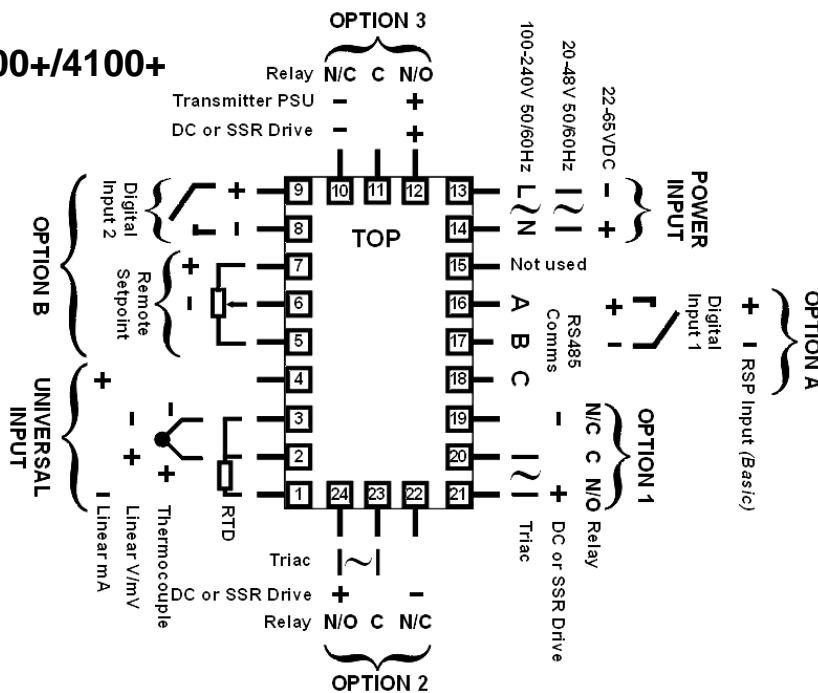 OPTION 3
00+/4100+
Relay N/C C N/O
Transmitter PSU - +
DC or SSR Drive - +
100-240V 50/60Hz L ~ N
20-48V 50/60Hz ~
22-65VDC - +
POWER INPUT
9 10 11 12 13
8 14
TOP
7 15
6 16
5 17
4 18
3 19
2 20
1 24 23 22 21
Digital Input 2 + -
Remote Setpoint + -
OPTION B
Not used
A B C
RS485 Comms
Digital Input 1 + -
+ - RSP Input (Basic)
OPTION A
UNIVERSAL INPUT
+ - Linear mA
- + Linear V/mV
- + Thermocouple
RTD
OPTION 1
N/C C N/O Relay
- + DC or SSR Drive
~ Triac
Triac ~
DC or SSR Drive + -
Relay N/O C N/C
OPTION 2